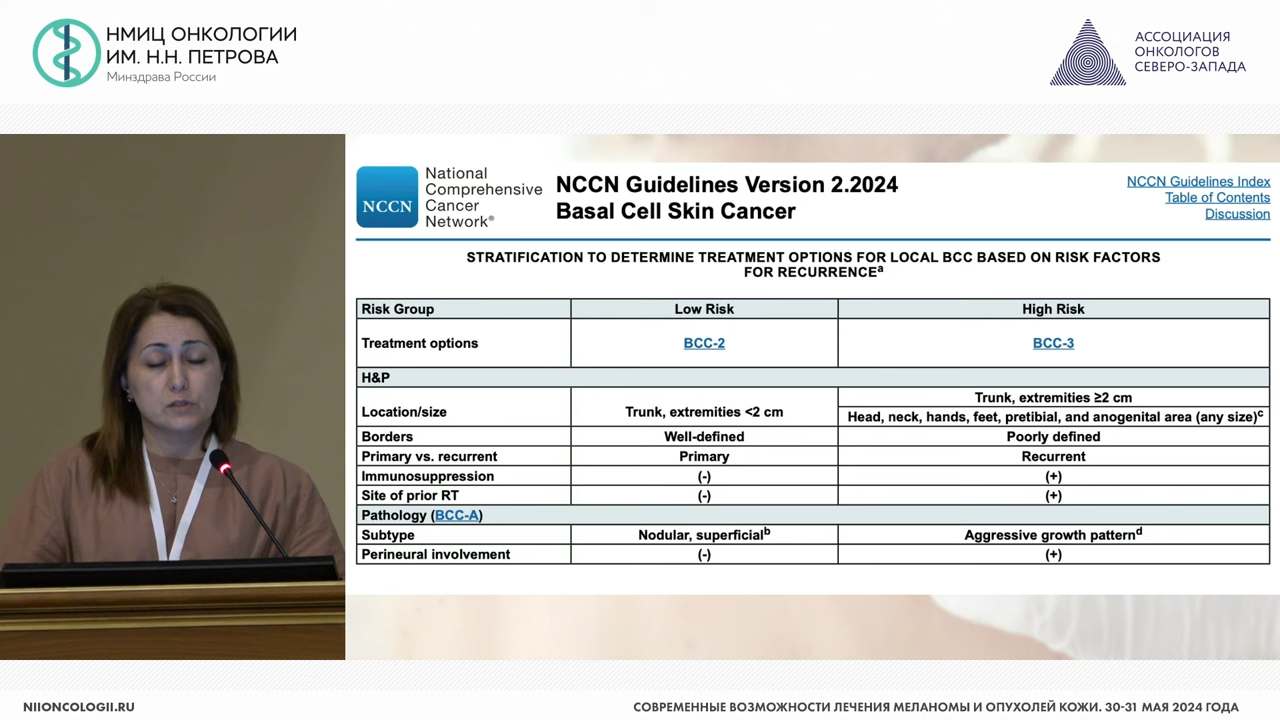 НМИЦ ОНКОЛОГИИ
ИМ. Н.Н. ПЕТРОВА
Минздрава России
АССОЦИАЦИЯ
ОНКОЛОГОВ
СЕВЕРО-ЗАПАДА
NCCN
National
Comprehensive
Cancer
Network®
NCCN Guidelines Version 2.2024
Basal Cell Skin Cancer
NCCN Guidelines Index
Table of Contents
Discussion
STRATIFICATION TO DETERMINE TREATMENT OPTIONS FOR LOCAL BCC BASED ON RISK FACTORS
FOR RECURRENCEa
Risk Group Low Risk High Risk
Treatment options BCC-2 BCC-3
H&P
Location/size Trunk, extremities <2 cm Trunk, extremities ≥2 cm
Head, neck, hands, feet, pretibial, and anogenital area (any size)c
Borders Well-defined Poorly defined
Primary vs. recurrent Primary Recurrent
Immunosuppression (-) (+)
Site of prior RT (-) (+)
Pathology (BCC-A)
Subtype Nodular, superficialb Aggressive growth patternd
Perineural involvement (-) (+)
NIIONCOLOGII.RU
СОВРЕМЕННЫЕ ВОЗМОЖНОСТИ ЛЕЧЕНИЯ МЕЛАНОМЫ И ОПУХОЛЕЙ КОЖИ. 30-31 МАЯ 2024 ГОДА